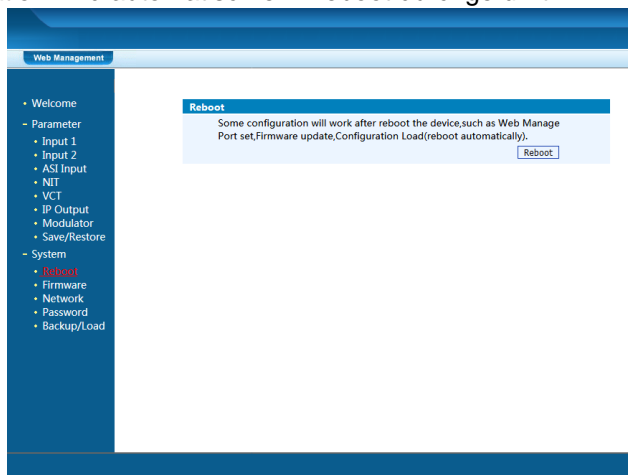 Web Management
Welcome
Parameter
Input 1
Input 2
ASI Input
NIT
VCT
IP Output
Modulator
Save/Restore
System
Reboot
Firmware
Network
Password
Backup/Load
Reboot
Some configuration will work after reboot the device,such as Web Manage
Port set,Firmware update,Configuration Load(reboot automatically).
Reboot